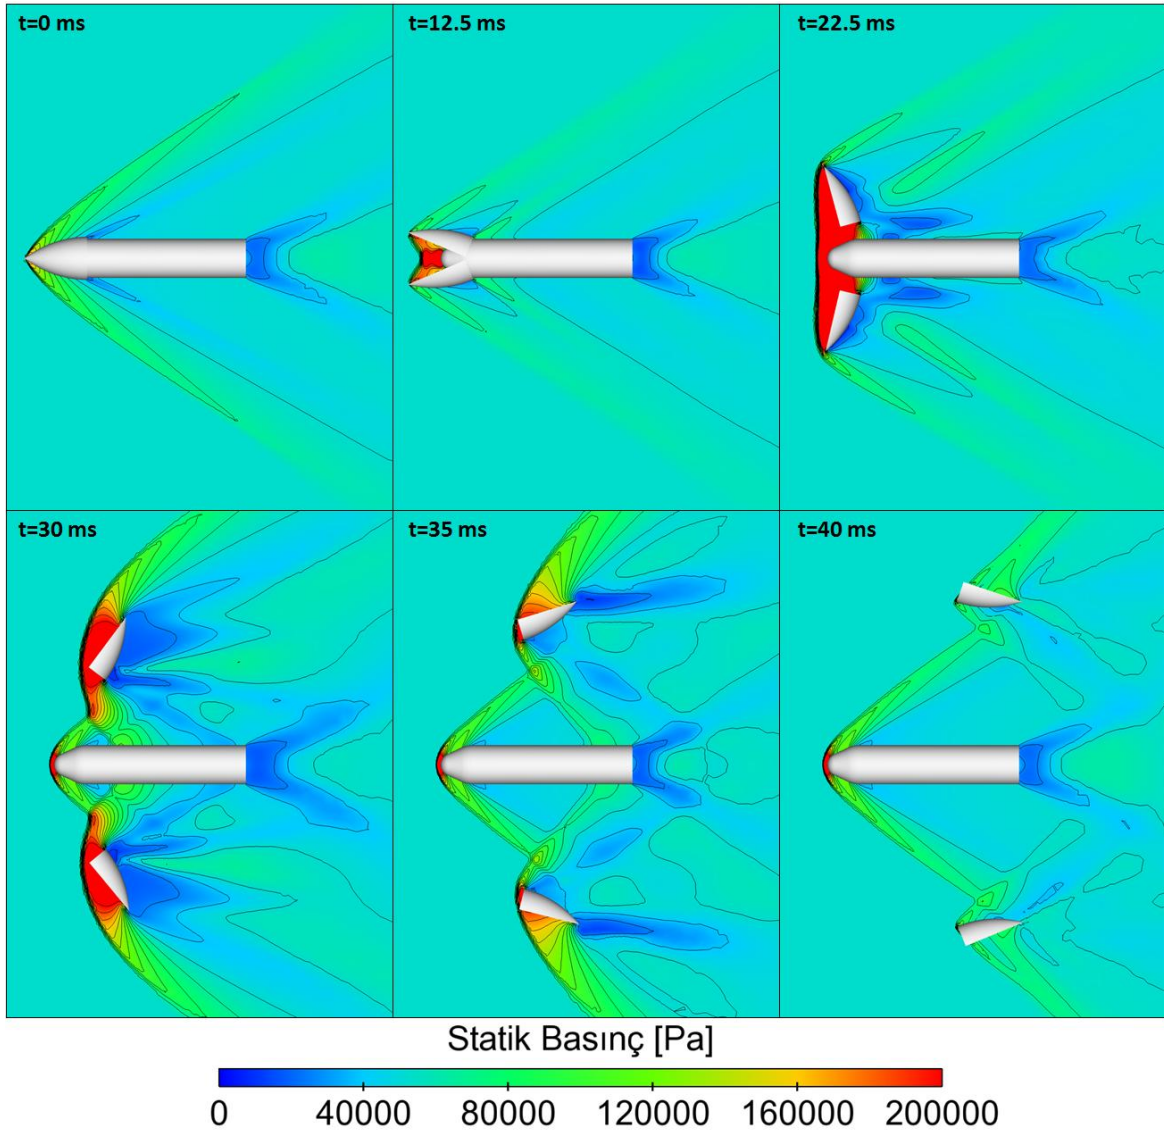 t=0 ms
t=12.5 ms
t=22.5 ms
t=30 ms
t=35 ms
t=40 ms
Statik Basınç [Pa]
0 40000 80000 120000 160000 200000